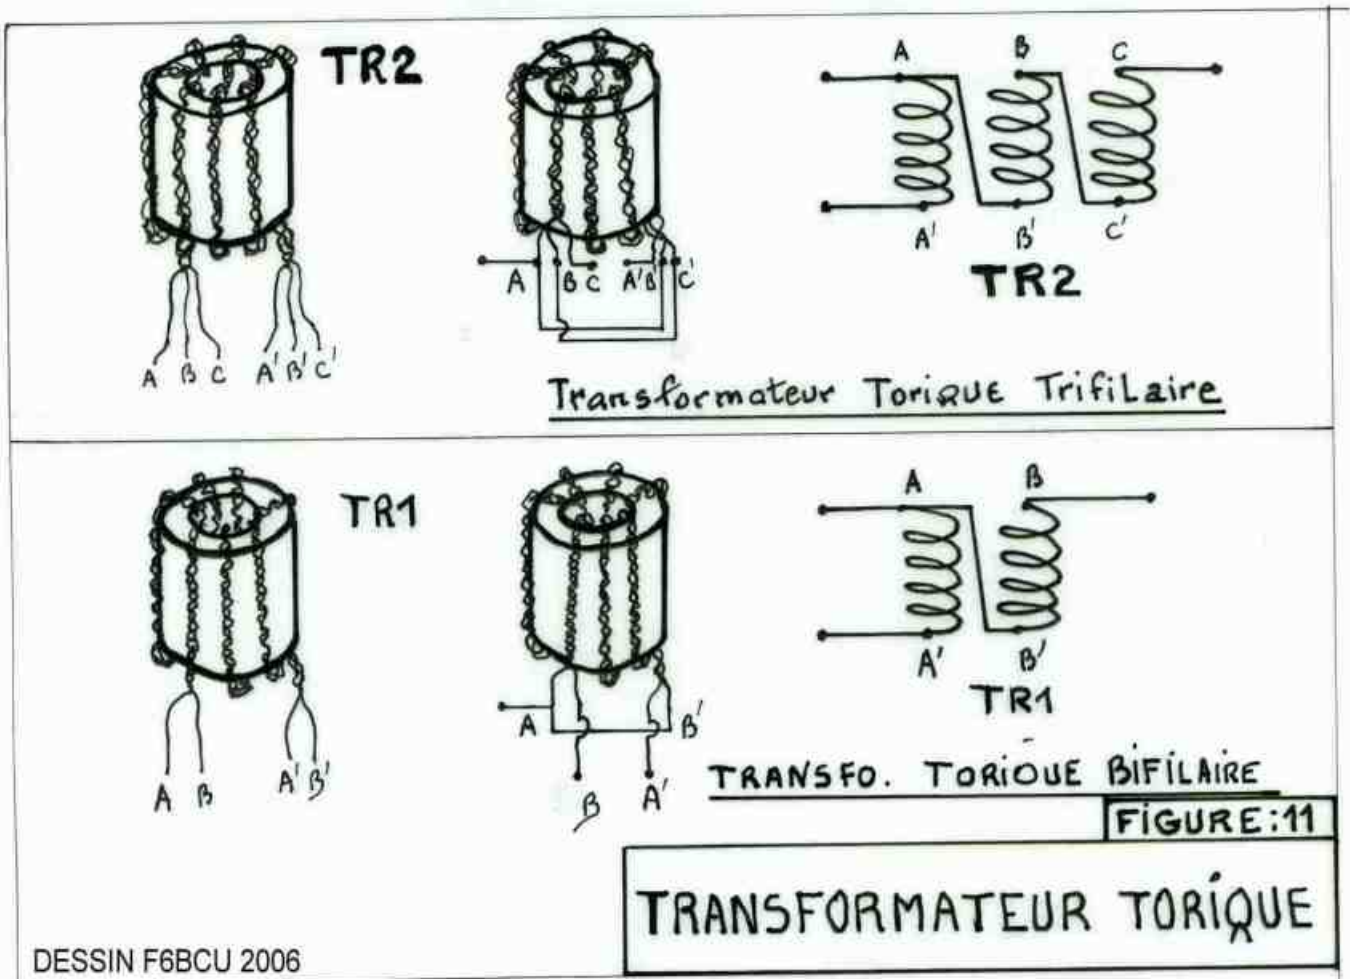 TR2
A B C A' B' C'
A B C A' B' C'
A B C
A' B' C'
TR2
Transformateur Torique Trifilaire
TR1
A B A' B'
A B'
B A'
A B
A' B'
TR1
TRANSFO. TORIQUE BIFILAIRE
FIGURE:11
TRANSFORMATEUR TORIQUE
DESSIN F6BCU 2006